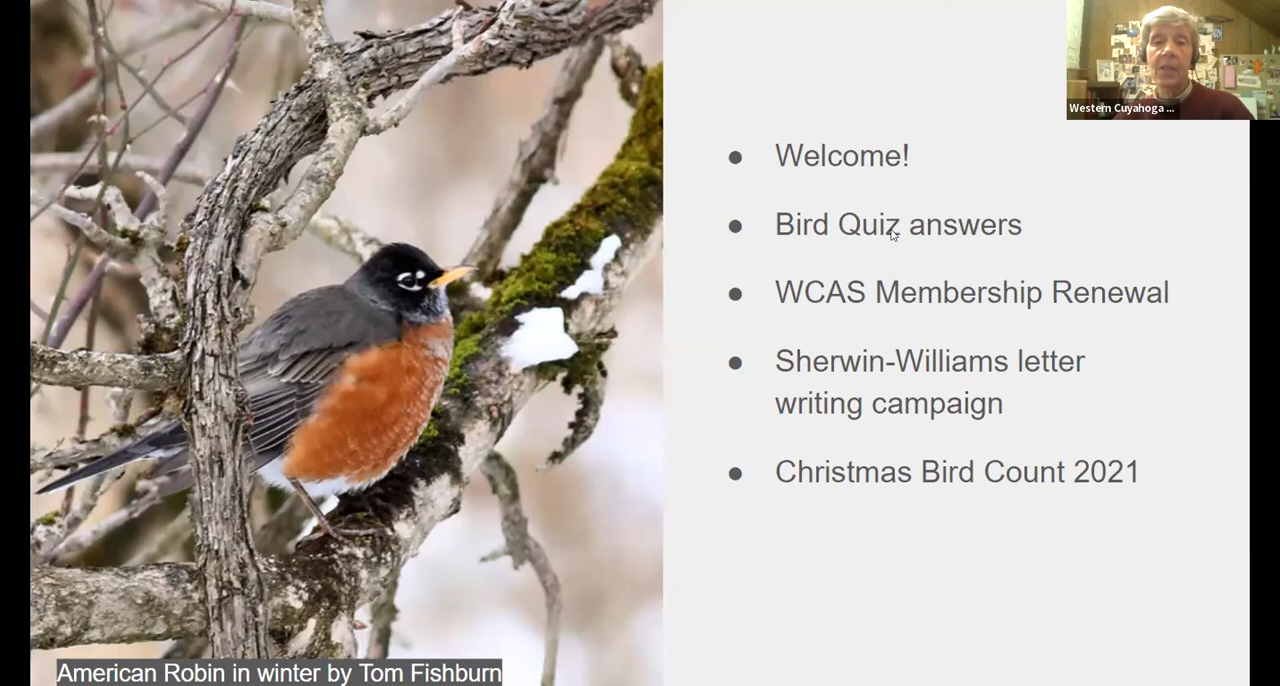 Western Cuyahoga ...
● Welcome!
● Bird Quiz answers
● WCAS Membership Renewal
● Sherwin-Williams letter
writing campaign
● Christmas Bird Count 2021
American Robin in winter by Tom Fishburn